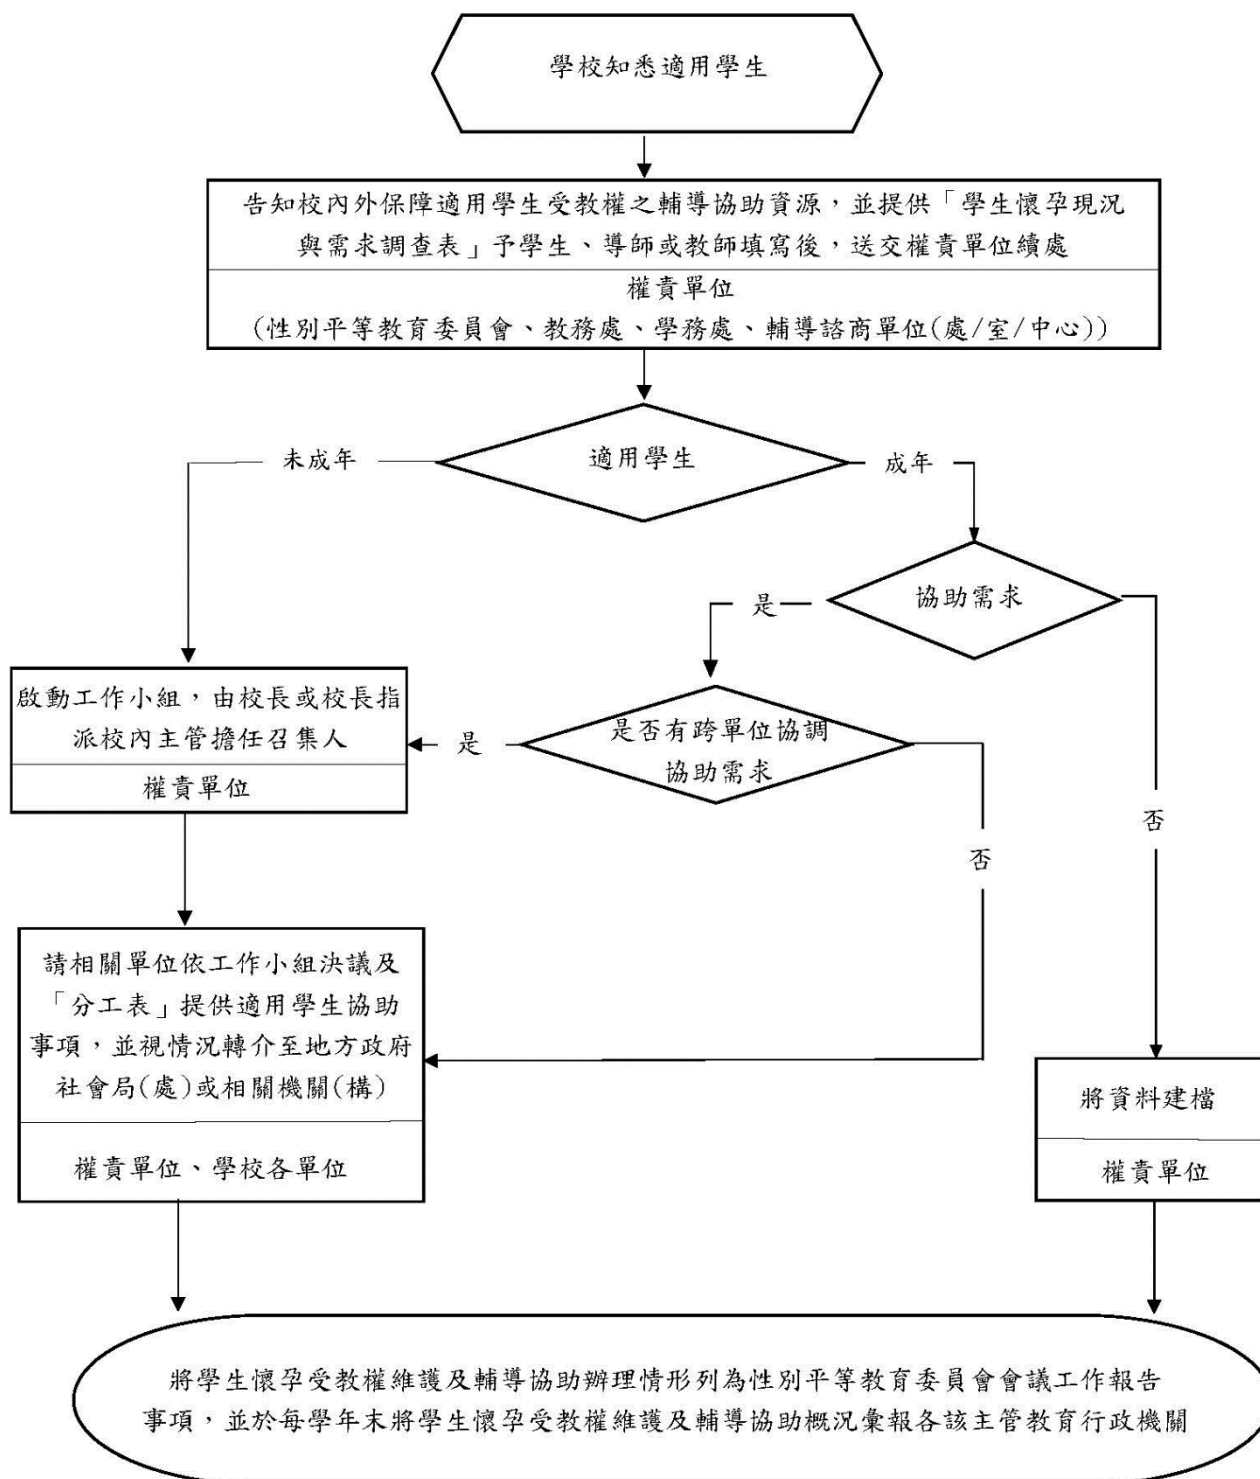 學校知悉適用學生
告知校內外保障適用學生受教權之輔導協助資源，並提供「學生懷孕現況
與需求調查表」予學生、導師或教師填寫後，送交權責單位續處
權責單位
(性別平等教育委員會、教務處、學務處、輔導諮商單位(處/室/中心))
未成年
適用學生
成年
協助需求
是
啟動工作小組，由校長或校長指
派校內主管擔任召集人
權責單位
是
是否有跨單位協調
協助需求
否
否
請相關單位依工作小組決議及
「分工表」提供適用學生協助
事項，並視情況轉介至地方政府
社會局(處)或相關機關(構)
權責單位、學校各單位
將資料建檔
權責單位
將學生懷孕受教權維護及輔導協助辦理情形列為性別平等教育委員會會議工作報告
事項，並於每學年末將學生懷孕受教權維護及輔導協助概況彙報各該主管教育行政機關